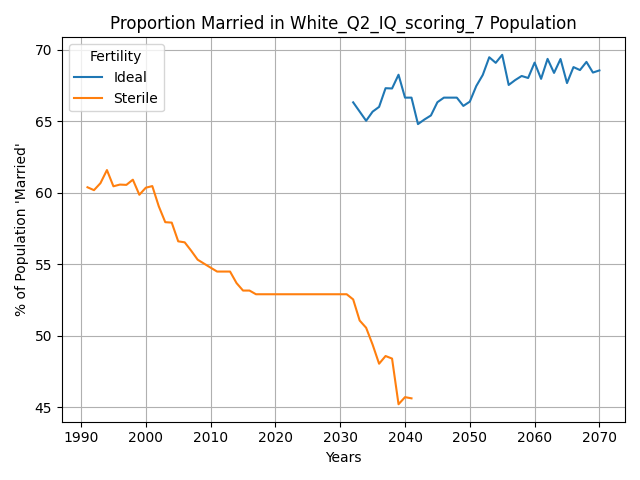 Proportion Married in White_Q2_IQ_scoring_7 Population
Fertility
Ideal
Sterile
% of Population 'Married'
70
65
60
55
50
45
1990 2000 2010 2020 2030 2040 2050 2060 2070
Years